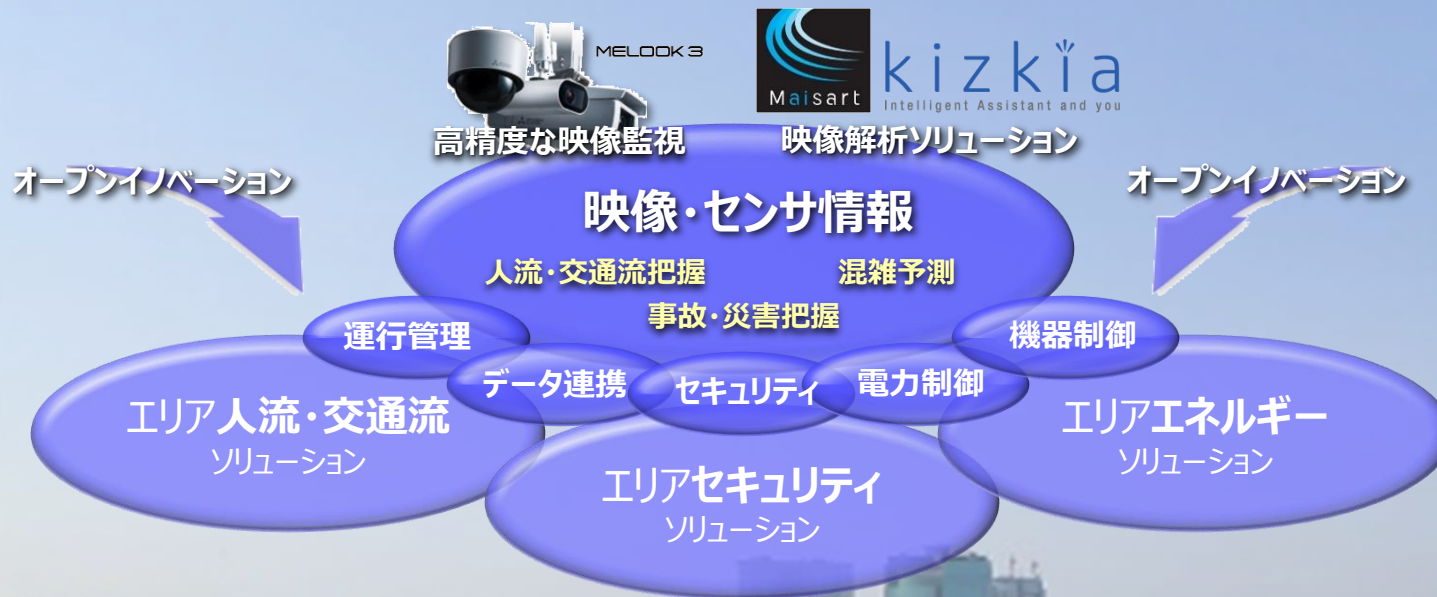 MELOOK3
Maisart
kizkia
Intelligent Assistant and you
高精度な映像監視
映像解析ソリューション
オープンイノベーション
オープンイノベーション
映像・センサ情報
人流・交通流把握
混雑予測
事故・災害把握
運行管理
機器制御
データ連携
セキュリティ
電力制御
エリア人流・交通流
ソリューション
エリアエネルギー
ソリューション
エリアセキュリティ
ソリューション